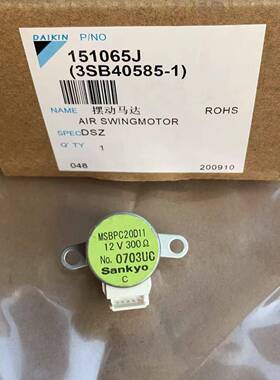 DAIKIN P/NO
151065J
(3SB40585-1)
NAME 摆动马达 ROHS
AIR SWINGMOTOR
SPEC DSZ
Q' TY 1
048 200910
MSBPC20D11
12V 300Ω
No. 0703UC
Sankyo
C